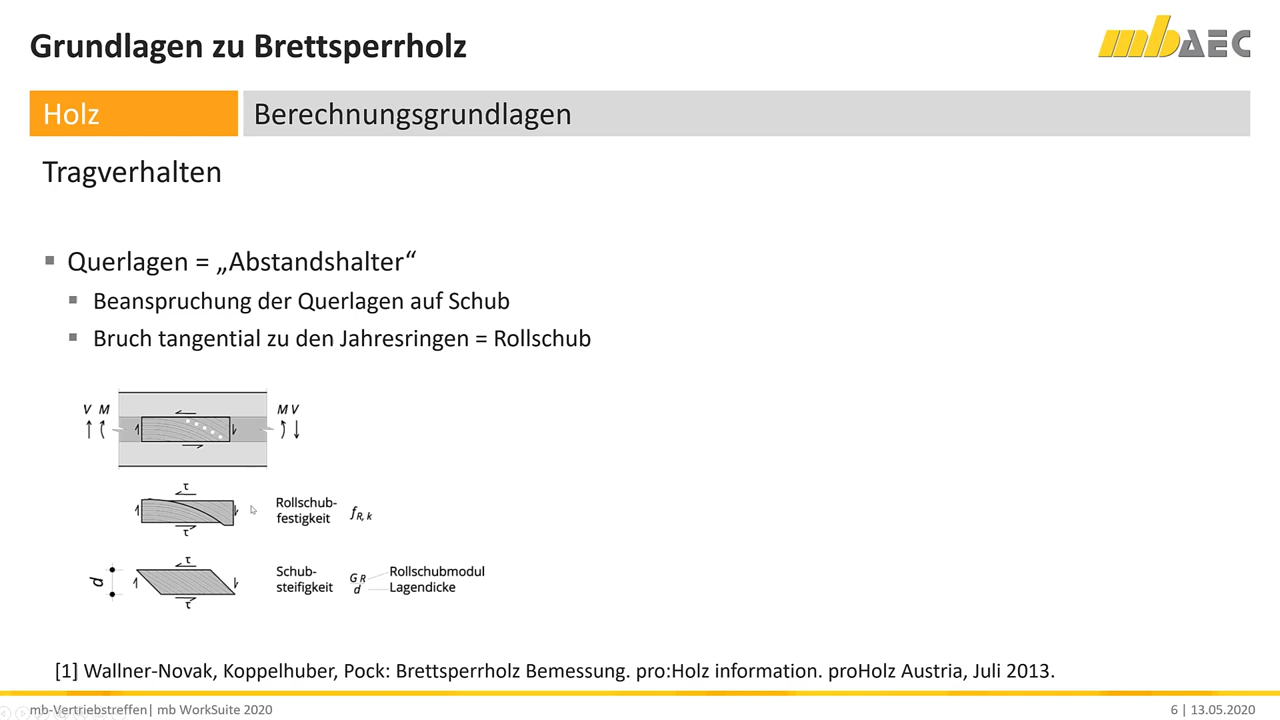 Grundlagen zu Brettsperrholz
mbAEC
Holz
Berechnungsgrundlagen
Tragverhalten
Querlagen = „Abstandshalter“
Beanspruchung der Querlagen auf Schub
Bruch tangential zu den Jahresringen = Rollschub
V M
M V
τ
τ
Rollschub-
festigkeit
fR, k
τ
τ
d
Schub-
steifigkeit
GR
d
Rollschubmodul
Lagendicke
[1] Wallner-Novak, Koppelhuber, Pock: Brettsperrholz Bemessung. pro:Holz information. proHolz Austria, Juli 2013.
mb-Vertriebstreffen| mb WorkSuite 2020
6 | 13.05.2020